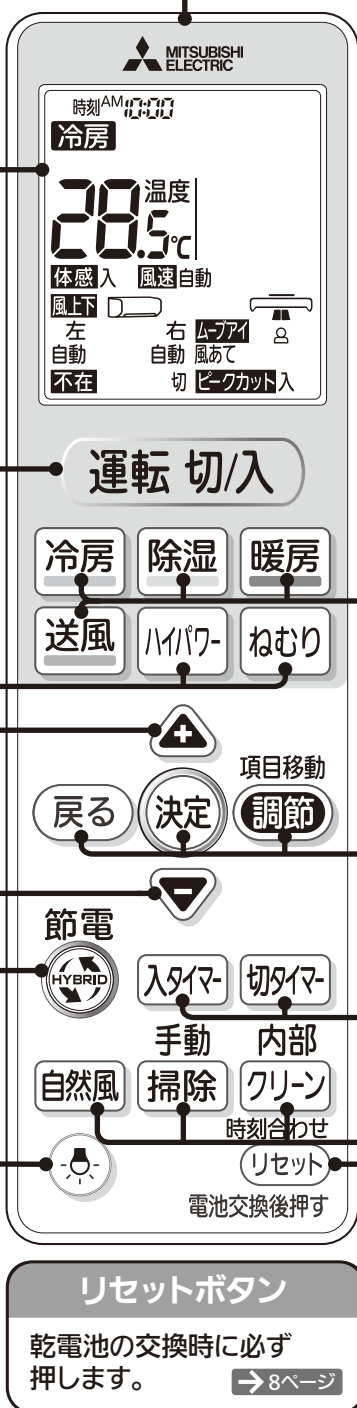 MITSUBISHI
ELECTRIC
時刻AM10:00
冷房
28.5℃ 温度
体感 入 風速 自動
風上下
左 右 ムーブアイ
自動 自動 風あて
不在 切 ピークカット 入
運転 切/入
冷房 除湿 暖房
送風 ハイパワー ねむり
+
項目移動
戻る 決定 調節
-
節電
HYBRID 入タイマー 切タイマー
手動 内部
自然風 掃除 クリーン
時刻合わせ
リセット
電池交換後押す
リセットボタン
乾電池の交換時に必ず
押します。 →8ページ